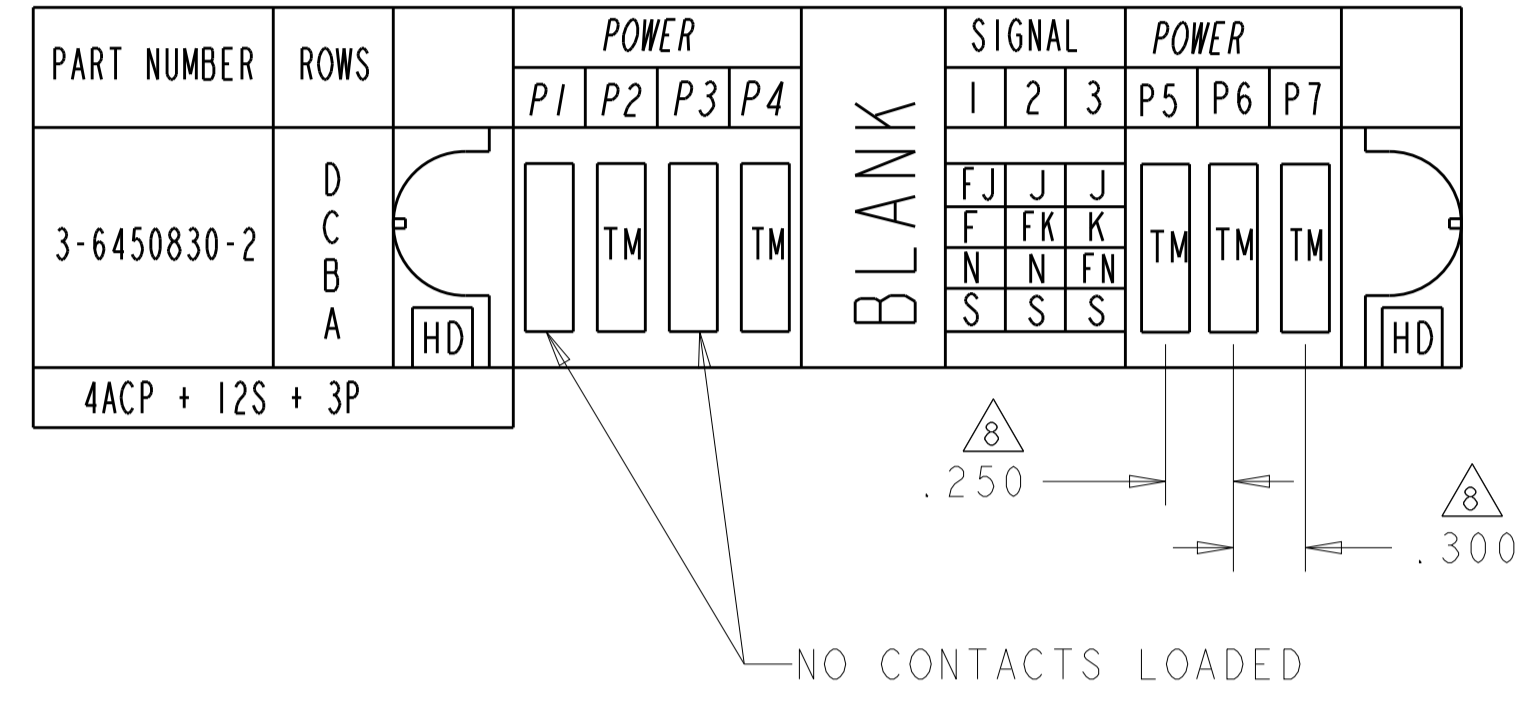 PART NUMBER ROWS POWER SIGNAL POWER
P1 P2 P3 P4 BLANK 1 2 3 P5 P6 P7
3-6450830-2
D FJ J J
C F FK K
B N N FN
A S S S
TM TM TM TM TM
HD HD
4ACP + 12S + 3P
8
.250
8
.300
NO CONTACTS LOADED